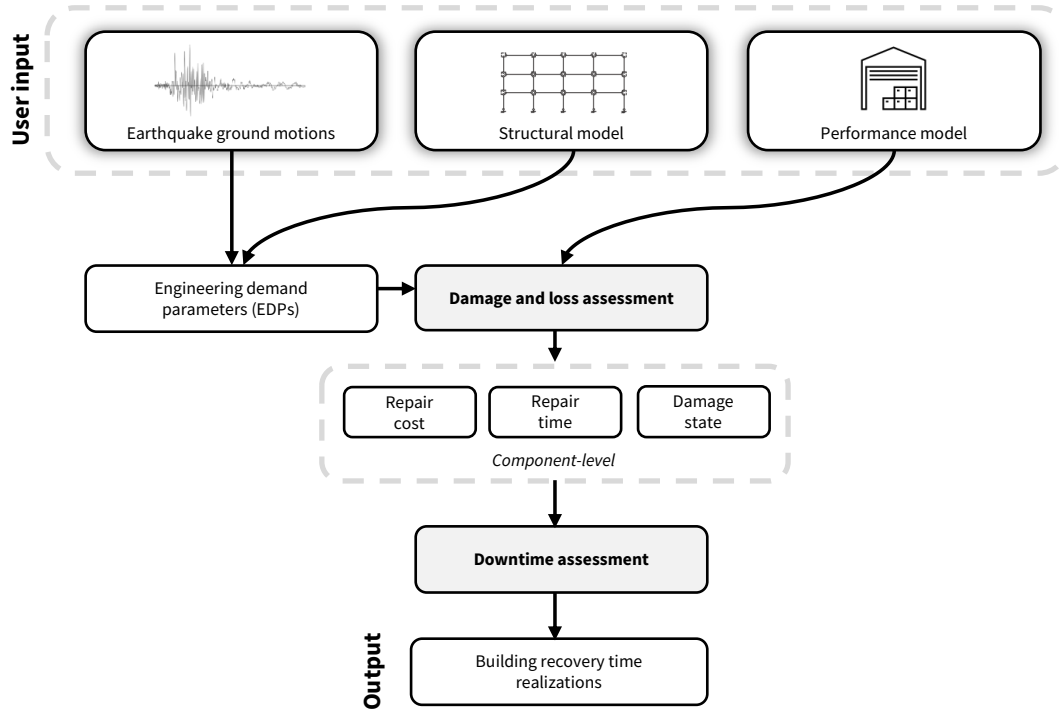 User input
Earthquake ground motions
Structural model
Performance model
Engineering demand
parameters (EDPs)
Damage and loss assessment
Repair
cost
Repair
time
Damage
state
Component-level
Downtime assessment
Output
Building recovery time
realizations